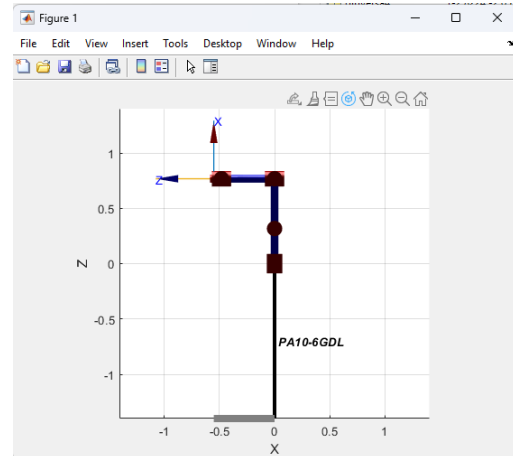 Figure 1
File Edit View Insert Tools Desktop Window Help
X
Z
1
0.5
0
-0.5
-1
Z
PA10-6GDL
-1 -0.5 0 0.5 1
X